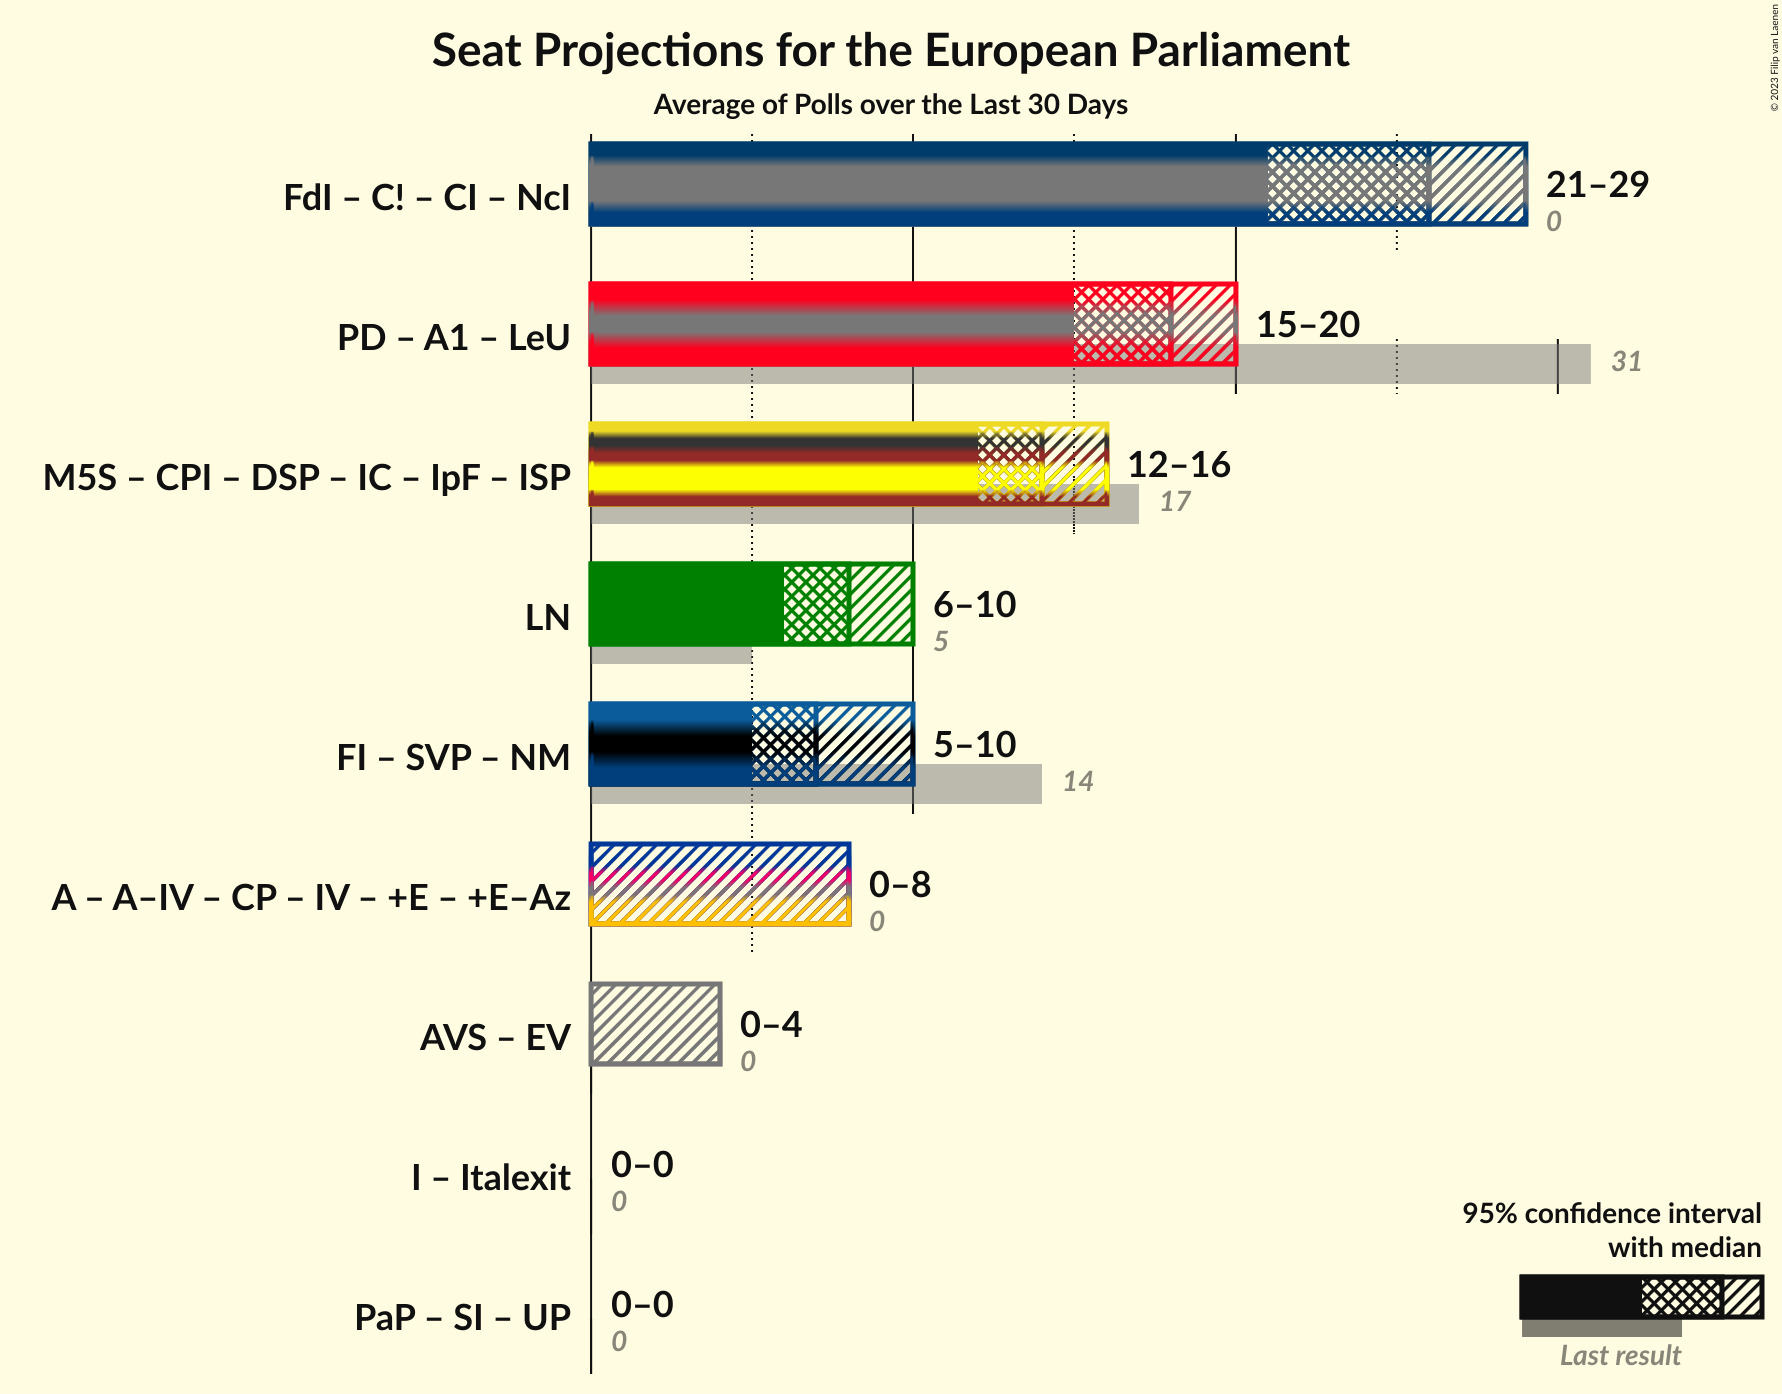 Seat Projections for the European Parliament
Average of Polls over the Last 30 Days
© 2023 Filip van Laenen
FdI – C! – CI – NcI
21–29
0
PD – A1 – LeU
15–20
31
M5S – CPI – DSP – IC – IpF – ISP
12–16
17
LN
6–10
5
FI – SVP – NM
5–10
14
A – A–IV – CP – IV – +E – +E–Az
0–8
0
AVS – EV
0–4
0
I – Italexit
0–0
0
PaP – SI – UP
0–0
0
95% confidence interval
with median
Last result